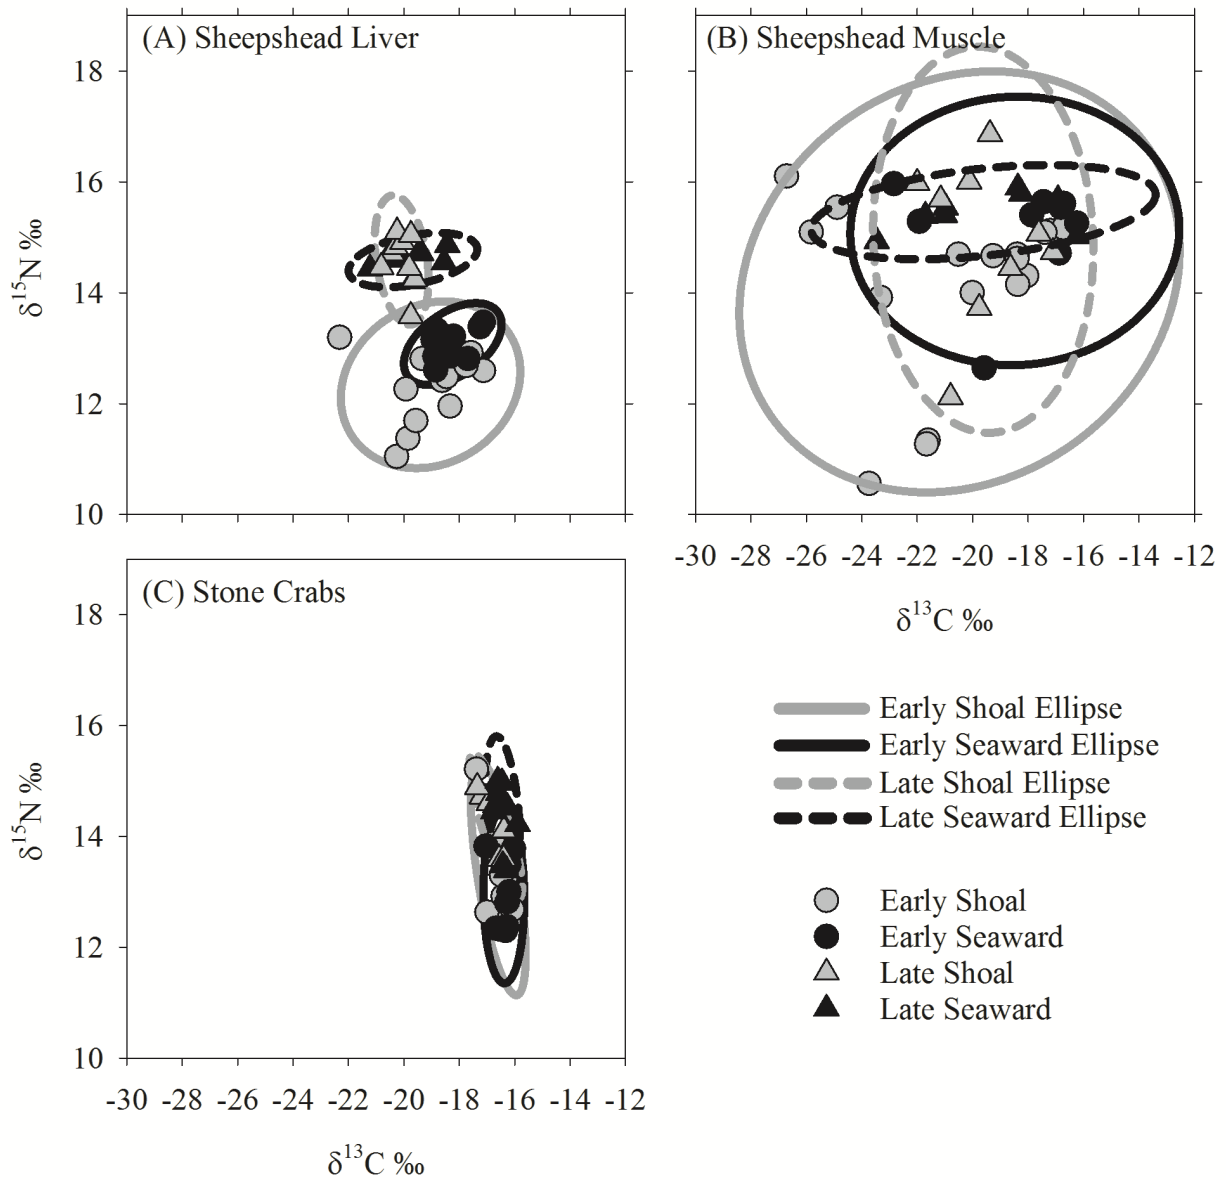 (A) Sheepshead Liver
(B) Sheepshead Muscle
18
16
14
12
10
δ15N ‰
-30 -28 -26 -24 -22 -20 -18 -16 -14 -12
δ13C ‰
(C) Stone Crabs
18
16
14
12
10
δ15N ‰
-30 -28 -26 -24 -22 -20 -18 -16 -14 -12
δ13C ‰
Early Shoal Ellipse
Early Seaward Ellipse
Late Shoal Ellipse
Late Seaward Ellipse
Early Shoal
Early Seaward
Late Shoal
Late Seaward